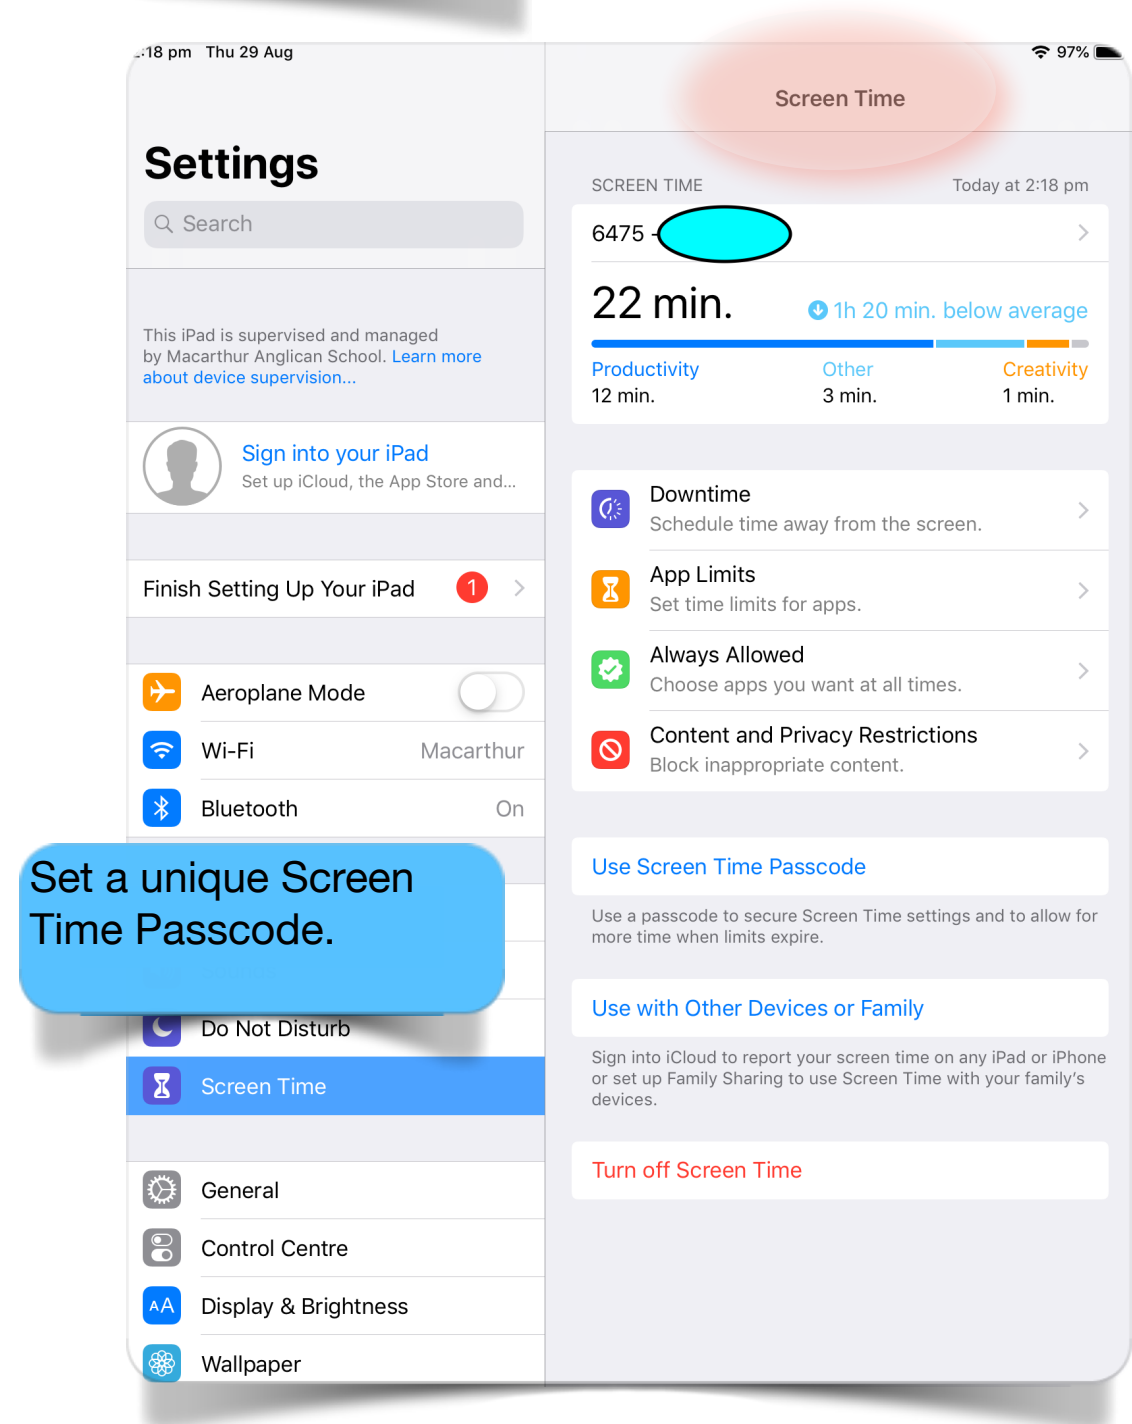 2:18 pm Thu 29 Aug
97%
Screen Time
Settings
Search
This iPad is supervised and managed
by Macarthur Anglican School. Learn more
about device supervision...
Sign into your iPad
Set up iCloud, the App Store and...
Finish Setting Up Your iPad 1
Aeroplane Mode
Wi-Fi Macarthur
Bluetooth On
Set a unique Screen
Time Passcode.
Do Not Disturb
Screen Time
General
Control Centre
AA Display & Brightness
Wallpaper
SCREEN TIME Today at 2:18 pm
6475 -
22 min. 1h 20 min. below average
Productivity Other Creativity
12 min. 3 min. 1 min.
Downtime
Schedule time away from the screen.
App Limits
Set time limits for apps.
Always Allowed
Choose apps you want at all times.
Content and Privacy Restrictions
Block inappropriate content.
Use Screen Time Passcode
Use a passcode to secure Screen Time settings and to allow for
more time when limits expire.
Use with Other Devices or Family
Sign into iCloud to report your screen time on any iPad or iPhone
or set up Family Sharing to use Screen Time with your family's
devices.
Turn off Screen Time